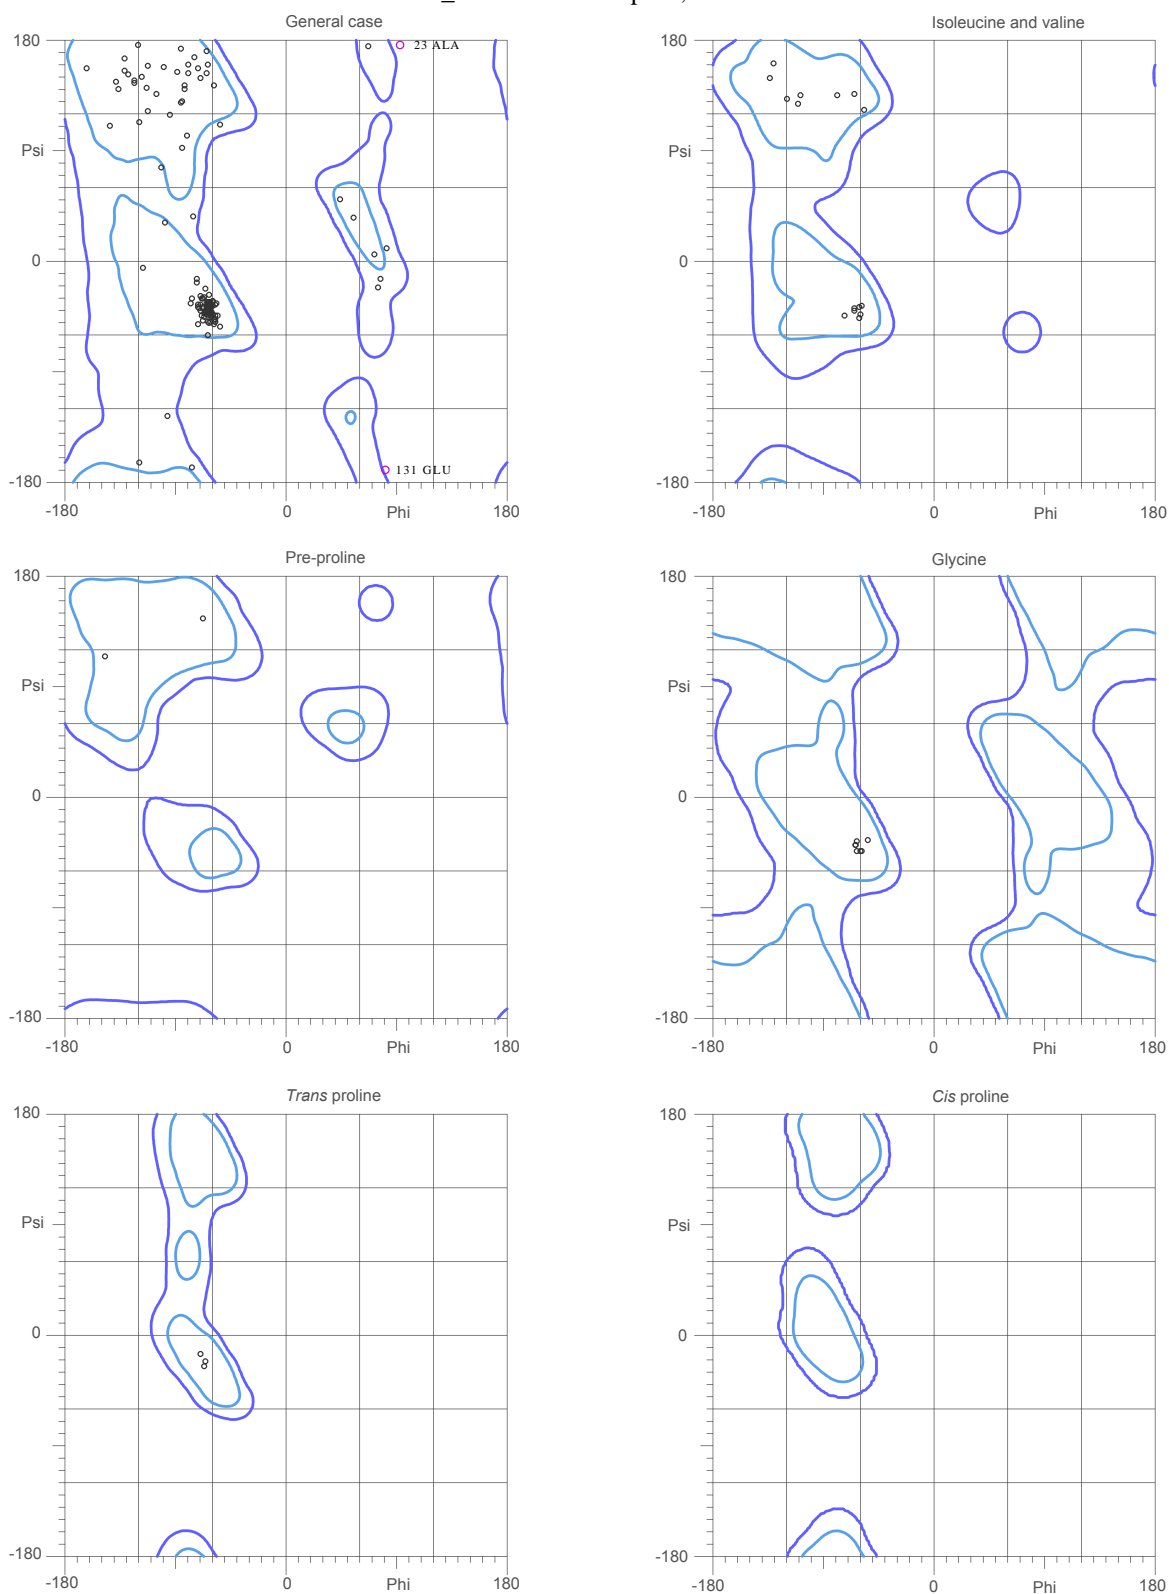 General case
Isoleucine and valine
180
23 ALA
180
Psi
Psi
0
0
131 GLU
-180
-180
-180
0
Phi
180
-180
0
Phi
180
Pre-proline
Glycine
180
180
Psi
Psi
0
0
-180
-180
-180
0
Phi
180
-180
0
Phi
180
Trans proline
Cis proline
180
180
Psi
Psi
0
0
-180
-180
-180
0
Phi
180
-180
0
Phi
180